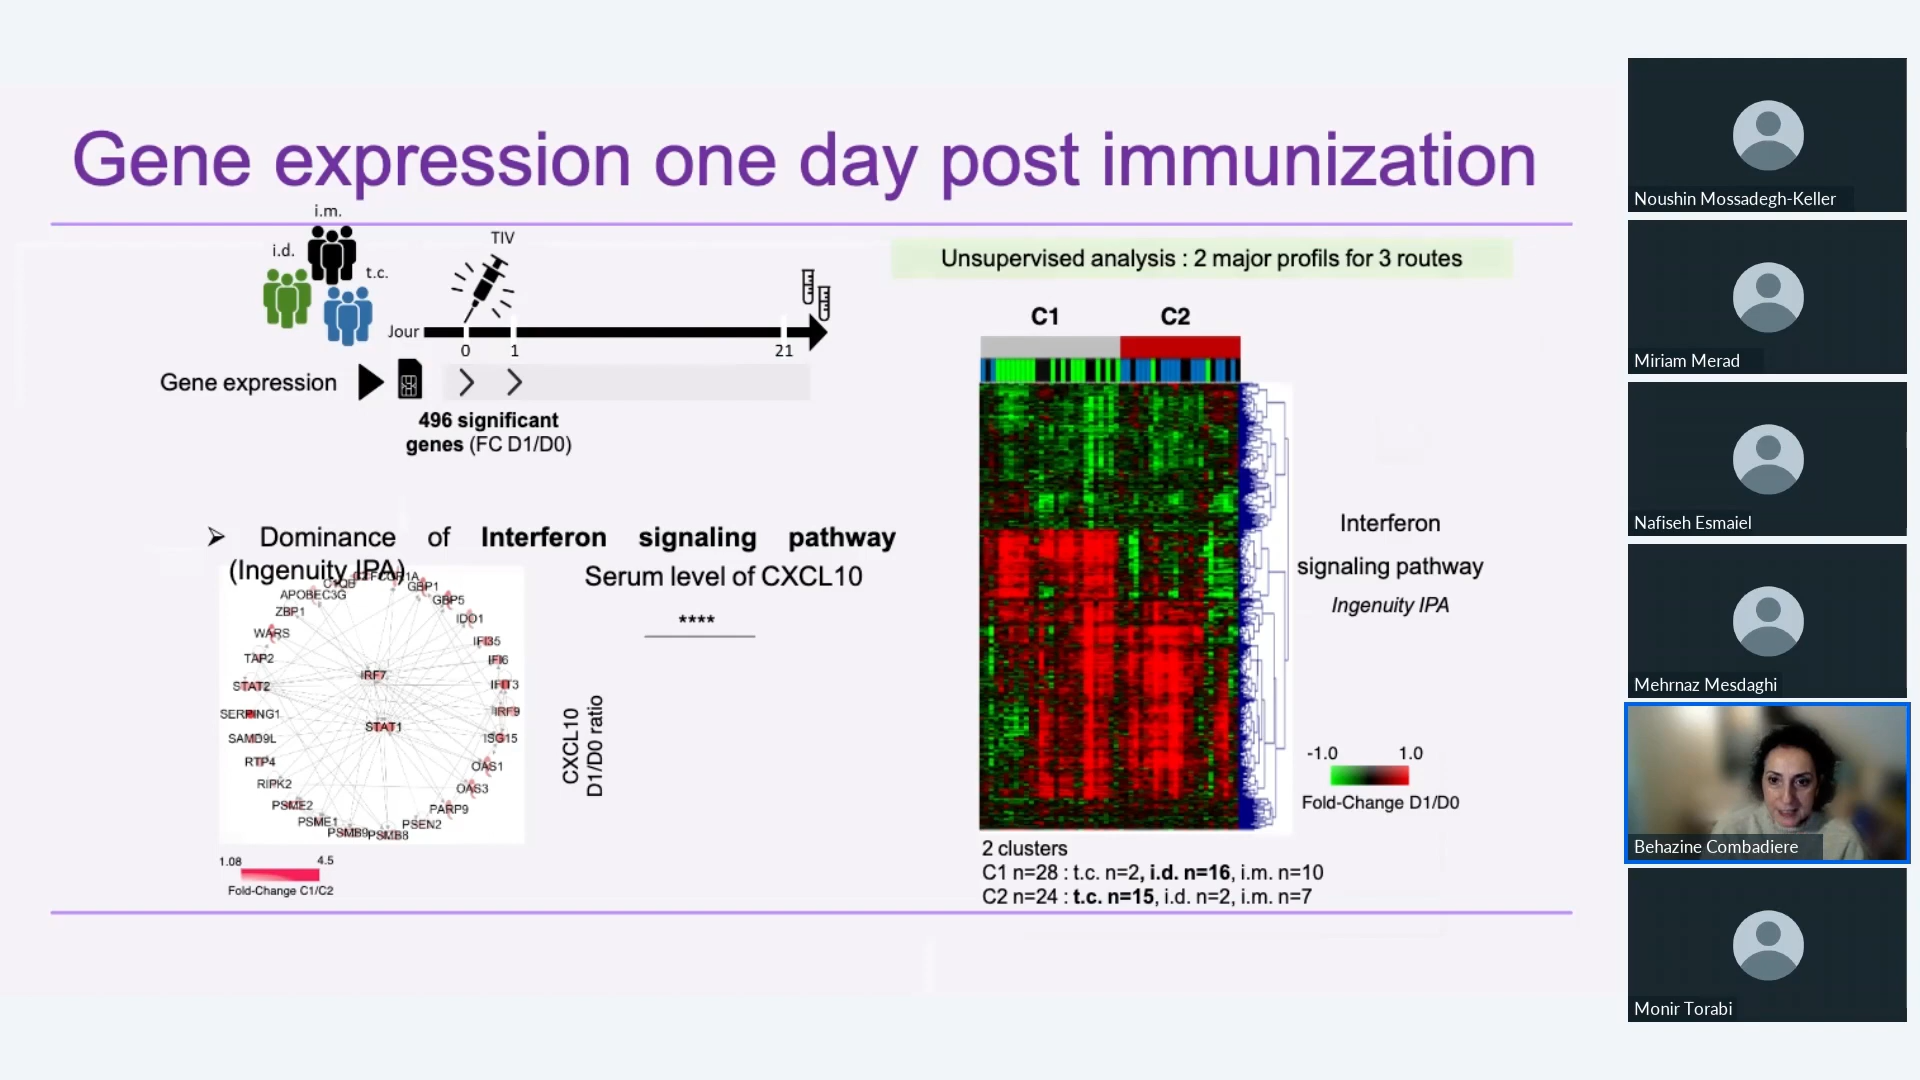 Gene expression one day post immunization
i.m.
i.d.
t.c.
TIV
Jour
0
1
21
Gene expression
496 significant
genes (FC D1/D0)
➢ Dominance of Interferon signaling pathway
(Ingenuity IPA)
GBP1
GBP5
IDO1
IFI35
IFI6
IFIT3
IRF9
ISG15
OAS1
OAS3
PARP9
PSEN2
PSMB8
PSMB9
PSME1
PSME2
RIPK2
RTP4
SAMD9L
SERPING1
STAT2
TAP2
WARS
ZBP1
APOBEC3G
C1QB
IRF7
STAT1
1.08
4.5
Fold-Change C1/C2
Serum level of CXCL10
****
CXCL10
D1/D0 ratio
Unsupervised analysis : 2 major profils for 3 routes
C1
C2
Interferon
signaling pathway
Ingenuity IPA
-1.0
1.0
Fold-Change D1/D0
2 clusters
C1 n=28 : t.c. n=2, i.d. n=16, i.m. n=10
C2 n=24 : t.c. n=15, i.d. n=2, i.m. n=7
Noushin Mossadegh-Keller
Miriam Merad
Nafiseh Esmaiel
Mehrnaz Mesdaghi
Behazine Combadiere
Monir Torabi